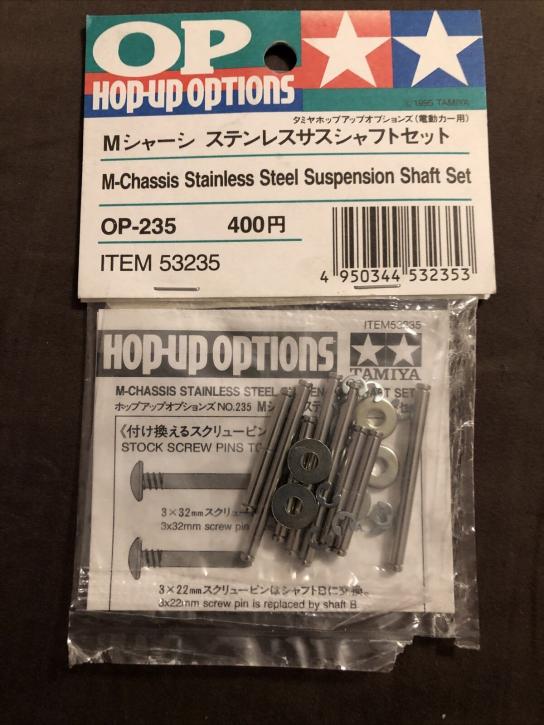 OP
HOP-UP OPTIONS
© 1995 TAMIYA
タミヤホップアップオプションズ(電動カー用)
Mシャーシ ステンレスサスシャフトセット
M-Chassis Stainless Steel Suspension Shaft Set
OP-235 400円
ITEM 53235
4 950344 532353
ITEM53235
HOP-UP OPTIONS
TAMIYA
M-CHASSIS STAINLESS STEEL SET
ホップアップオプションズNO.235 M
《付け換えるスクリューピン
STOCK SCREW PINS
3×32mmスクリュー
3x32mm screw pin
3×22mmスクリューピンはシャフトBに交換。
3x22mm screw pin is replaced by shaft B